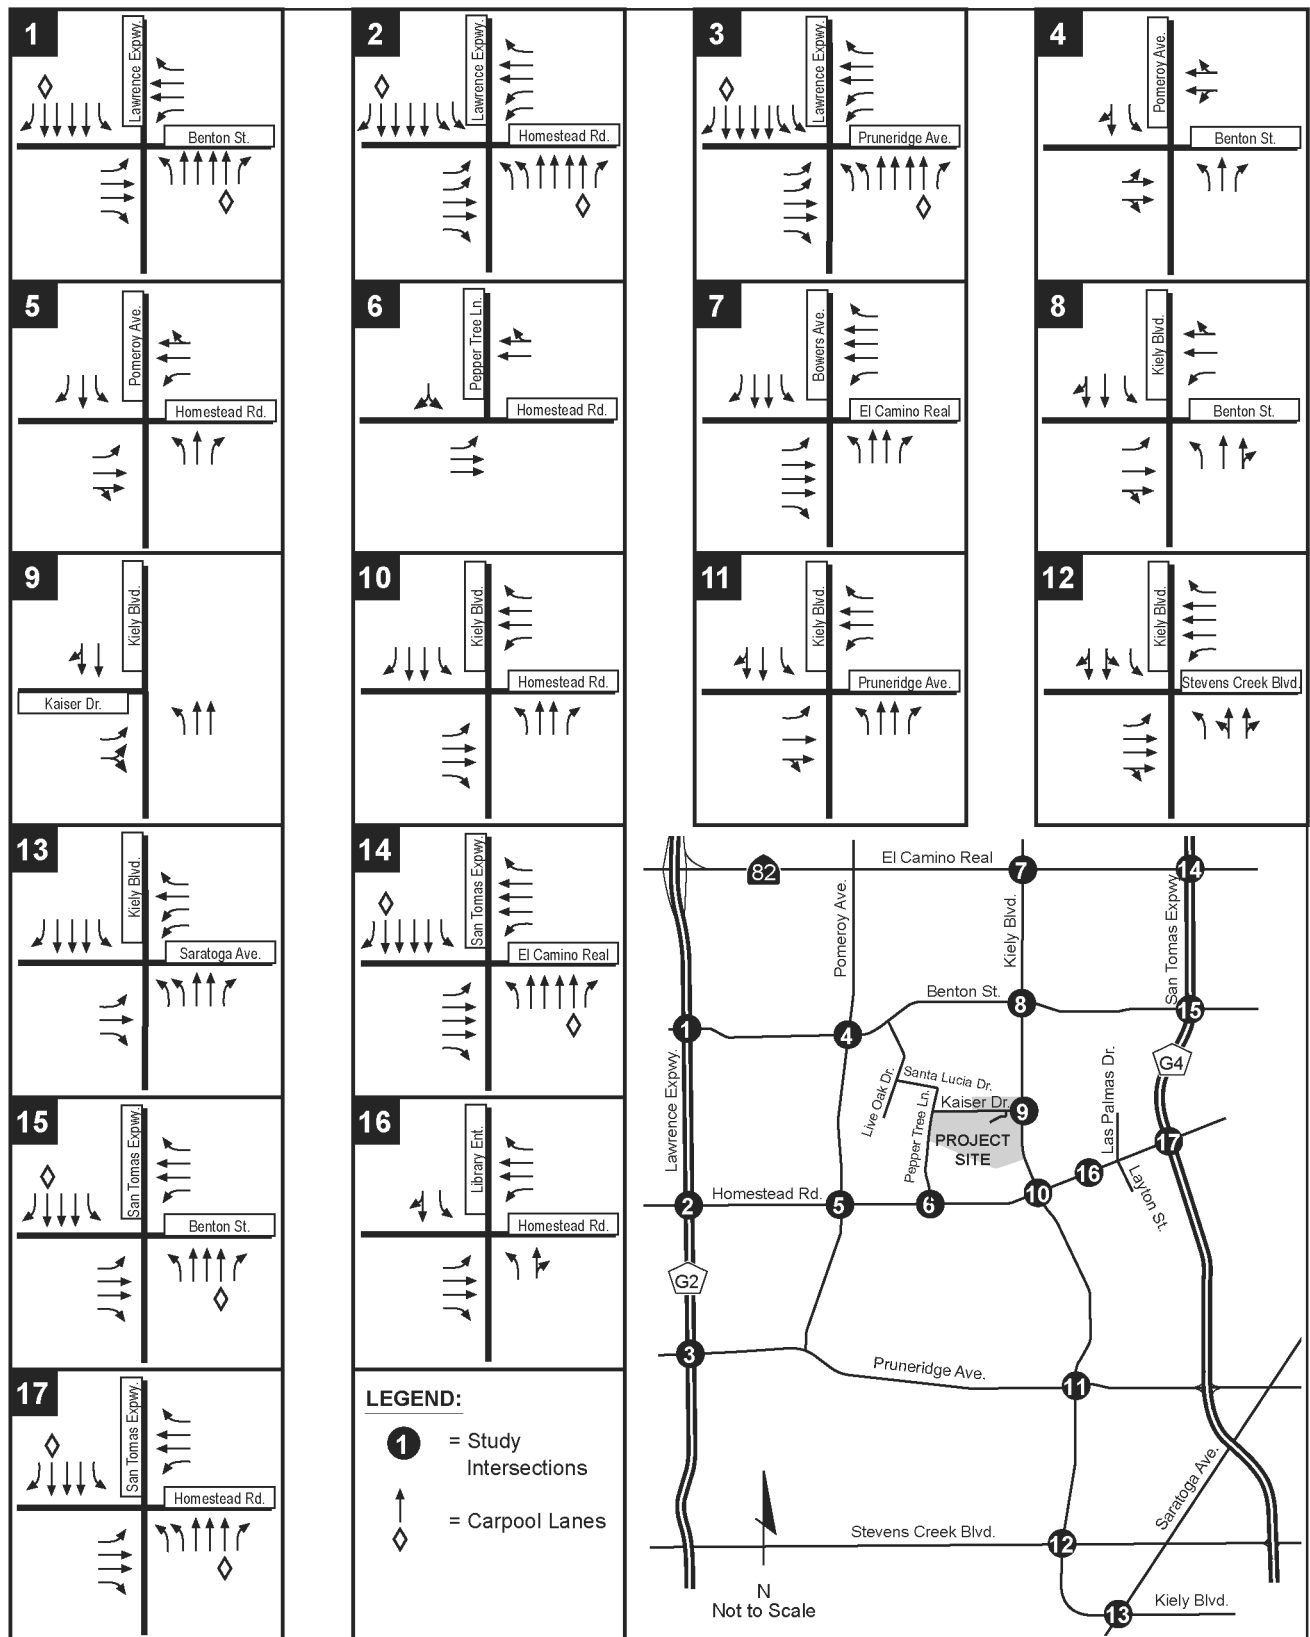 1
Lawrence Expwy.
Benton St.
2
Lawrence Expwy.
Homestead Rd.
3
Lawrence Expwy.
Pruneridge Ave.
4
Pomeroy Ave.
Benton St.
5
Pomeroy Ave.
Homestead Rd.
6
Pepper Tree Ln.
Homestead Rd.
7
Bowers Ave.
El Camino Real
8
Kiely Blvd.
Benton St.
9
Kiely Blvd.
Kaiser Dr.
10
Kiely Blvd.
Homestead Rd.
11
Kiely Blvd.
Pruneridge Ave.
12
Kiely Blvd.
Stevens Creek Blvd.
13
Kiely Blvd.
Saratoga Ave.
14
San Tomas Expwy.
El Camino Real
15
San Tomas Expwy.
Benton St.
16
Library Ent.
Homestead Rd.
17
San Tomas Expwy.
Homestead Rd.
LEGEND:
1 = Study
Intersections
= Carpool Lanes
El Camino Real
82
7
14
Pomeroy Ave.
Kiely Blvd.
San Tomas Expwy.
Benton St.
8
15
1
4
G4
Lawrence Expwy.
Live Oak Dr.
Santa Lucia Dr.
Pepper Tree Ln.
Kaiser Dr.
9
Las Palmas Dr.
PROJECT
SITE
17
16
Layton St.
10
Homestead Rd.
2
5
6
G2
3
Pruneridge Ave.
11
Saratoga Ave.
Stevens Creek Blvd.
12
N
Not to Scale
13
Kiely Blvd.